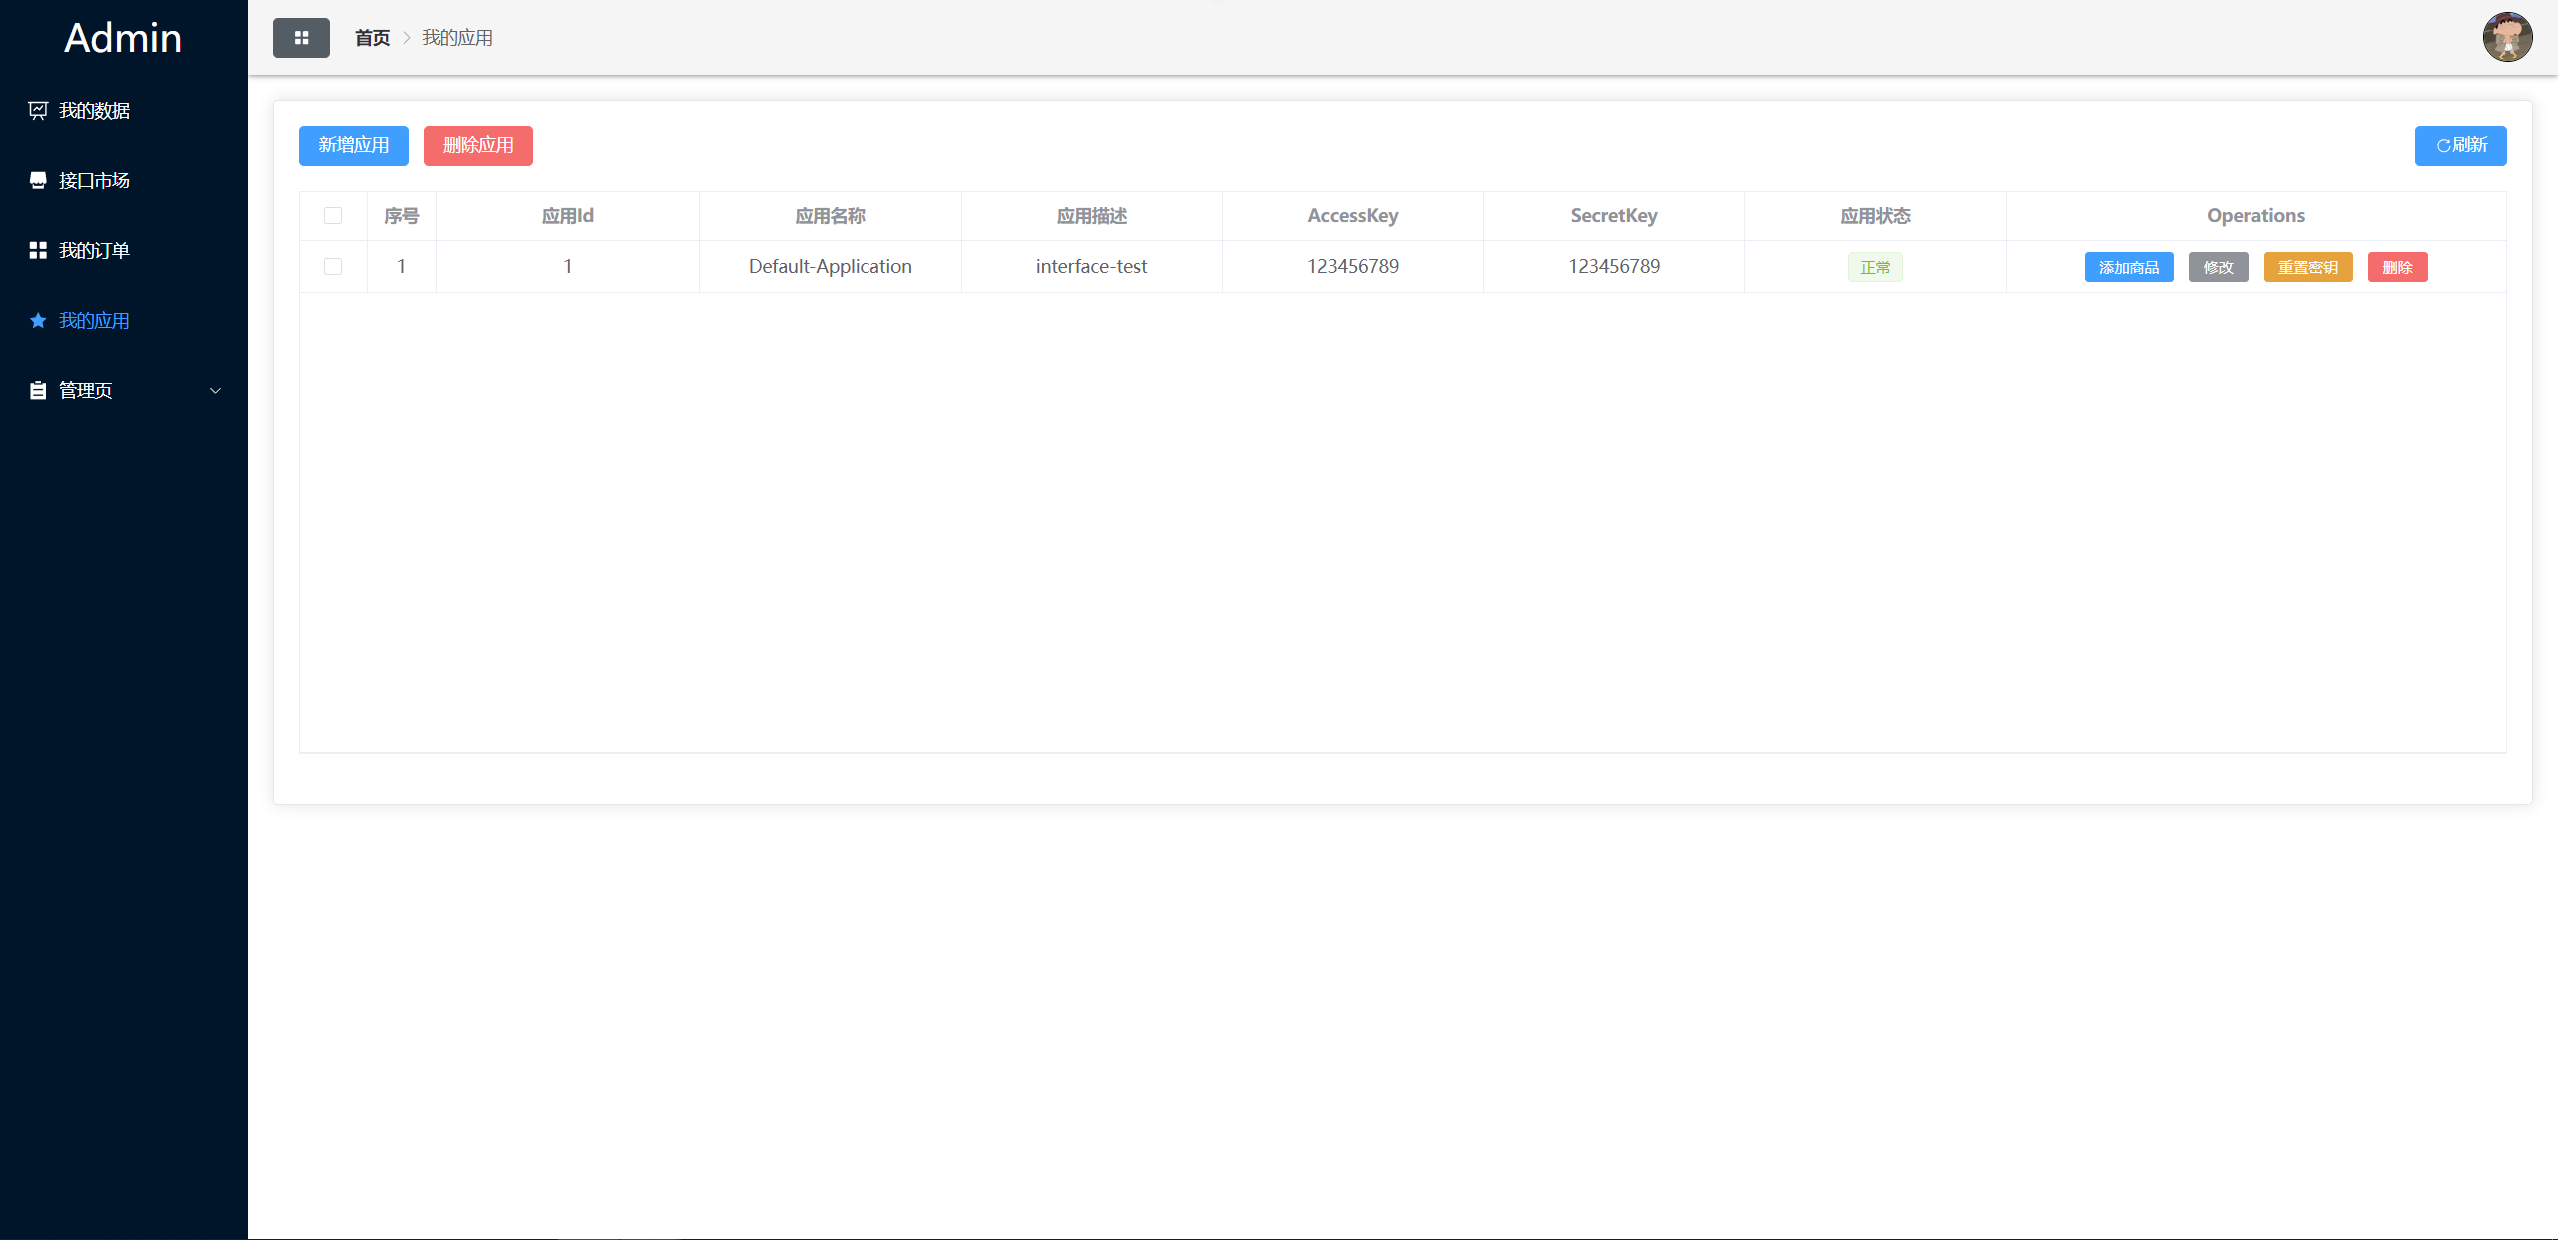 Admin
我的数据
接口市场
我的订单
我的应用
管理页
首页 我的应用
新增应用 删除应用 刷新
序号 应用Id 应用名称 应用描述 AccessKey SecretKey 应用状态 Operations
1 1 Default-Application interface-test 123456789 123456789 正常 添加商品 修改 重置密钥 删除